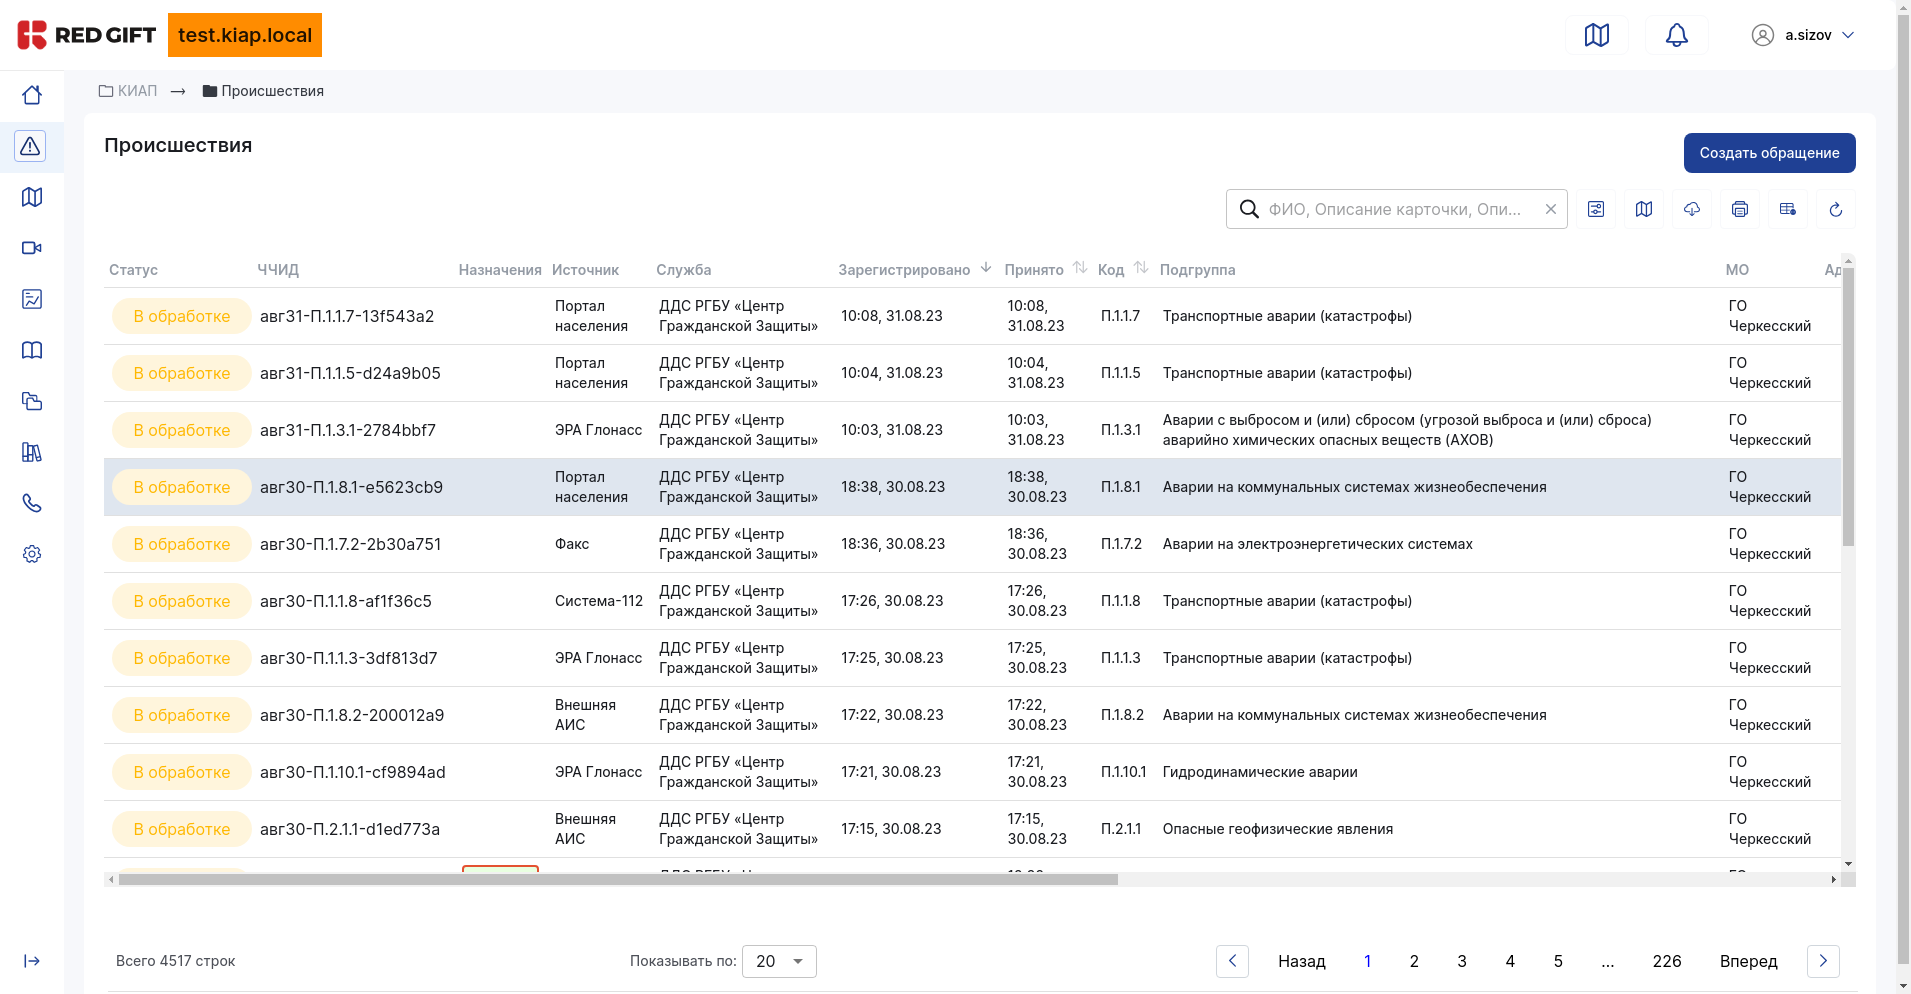 RED GIFT
test.kiap.local
a.sizov
КИАП → Происшествия
Происшествия
Создать обращение
ФИО, Описание карточки, Опи...
Статус ЧЧИД Назначения Источник Служба Зарегистрировано Принято Код Подгруппа МО Ад
В обработке авг31-П.1.1.7-13f543a2 Портал населения ДДС РГБУ «Центр Гражданской Защиты» 10:08, 31.08.23 10:08, 31.08.23 П.1.1.7 Транспортные аварии (катастрофы) ГО Черкесский
В обработке авг31-П.1.1.5-d24a9b05 Портал населения ДДС РГБУ «Центр Гражданской Защиты» 10:04, 31.08.23 10:04, 31.08.23 П.1.1.5 Транспортные аварии (катастрофы) ГО Черкесский
В обработке авг31-П.1.3.1-2784bbf7 ЭРА Глонасс ДДС РГБУ «Центр Гражданской Защиты» 10:03, 31.08.23 10:03, 31.08.23 П.1.3.1 Аварии с выбросом и (или) сбросом (угрозой выброса и (или) сброса) аварийно химических опасных веществ (АХОВ) ГО Черкесский
В обработке авг30-П.1.8.1-e5623cb9 Портал населения ДДС РГБУ «Центр Гражданской Защиты» 18:38, 30.08.23 18:38, 30.08.23 П.1.8.1 Аварии на коммунальных системах жизнеобеспечения ГО Черкесский
В обработке авг30-П.1.7.2-2b30a751 Факс ДДС РГБУ «Центр Гражданской Защиты» 18:36, 30.08.23 18:36, 30.08.23 П.1.7.2 Аварии на электроэнергетических системах ГО Черкесский
В обработке авг30-П.1.1.8-af1f36c5 Система-112 ДДС РГБУ «Центр Гражданской Защиты» 17:26, 30.08.23 17:26, 30.08.23 П.1.1.8 Транспортные аварии (катастрофы) ГО Черкесский
В обработке авг30-П.1.1.3-3df813d7 ЭРА Глонасс ДДС РГБУ «Центр Гражданской Защиты» 17:25, 30.08.23 17:25, 30.08.23 П.1.1.3 Транспортные аварии (катастрофы) ГО Черкесский
В обработке авг30-П.1.8.2-200012a9 Внешняя АИС ДДС РГБУ «Центр Гражданской Защиты» 17:22, 30.08.23 17:22, 30.08.23 П.1.8.2 Аварии на коммунальных системах жизнеобеспечения ГО Черкесский
В обработке авг30-П.1.10.1-cf9894ad ЭРА Глонасс ДДС РГБУ «Центр Гражданской Защиты» 17:21, 30.08.23 17:21, 30.08.23 П.1.10.1 Гидродинамические аварии ГО Черкесский
В обработке авг30-П.2.1.1-d1ed773a Внешняя АИС ДДС РГБУ «Центр Гражданской Защиты» 17:15, 30.08.23 17:15, 30.08.23 П.2.1.1 Опасные геофизические явления ГО Черкесский
Всего 4517 строк Показывать по: 20 Назад 1 2 3 4 5 ... 226 Вперед